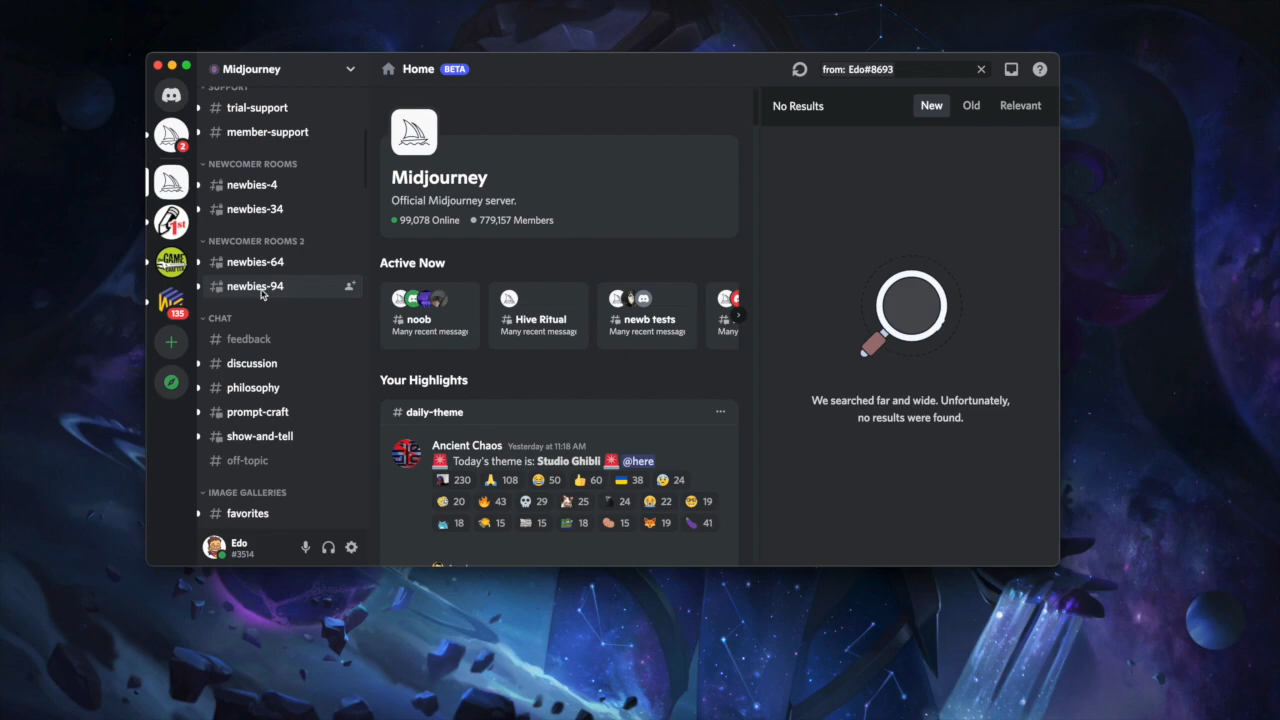 Midjourney
SUPPORT
# trial-support
# member-support
NEWCOMER ROOMS
newbies-4
newbies-34
NEWCOMER ROOMS 2
newbies-64
newbies-94
CHAT
# feedback
# discussion
# philosophy
prompt-craft
show-and-tell
# off-topic
IMAGE GALLERIES
# favorites
Edo
#3514
2
1st
GAME
CRAFTER
135
Home BETA
from: Edo#8693
Midjourney
Official Midjourney server.
99,078 Online 779,157 Members
Active Now
noob
Many recent messag
Hive Ritual
Many recent messag
newb tests
Many recent messag
Many
Your Highlights
# daily-theme
Ancient Chaos Yesterday at 11:18 AM
Today's theme is: Studio Ghibli @here
230 108 50 60 38 24
20 43 29 25 24 22 19
18 15 15 18 15 19 41
No Results
New Old Relevant
We searched far and wide. Unfortunately,
no results were found.